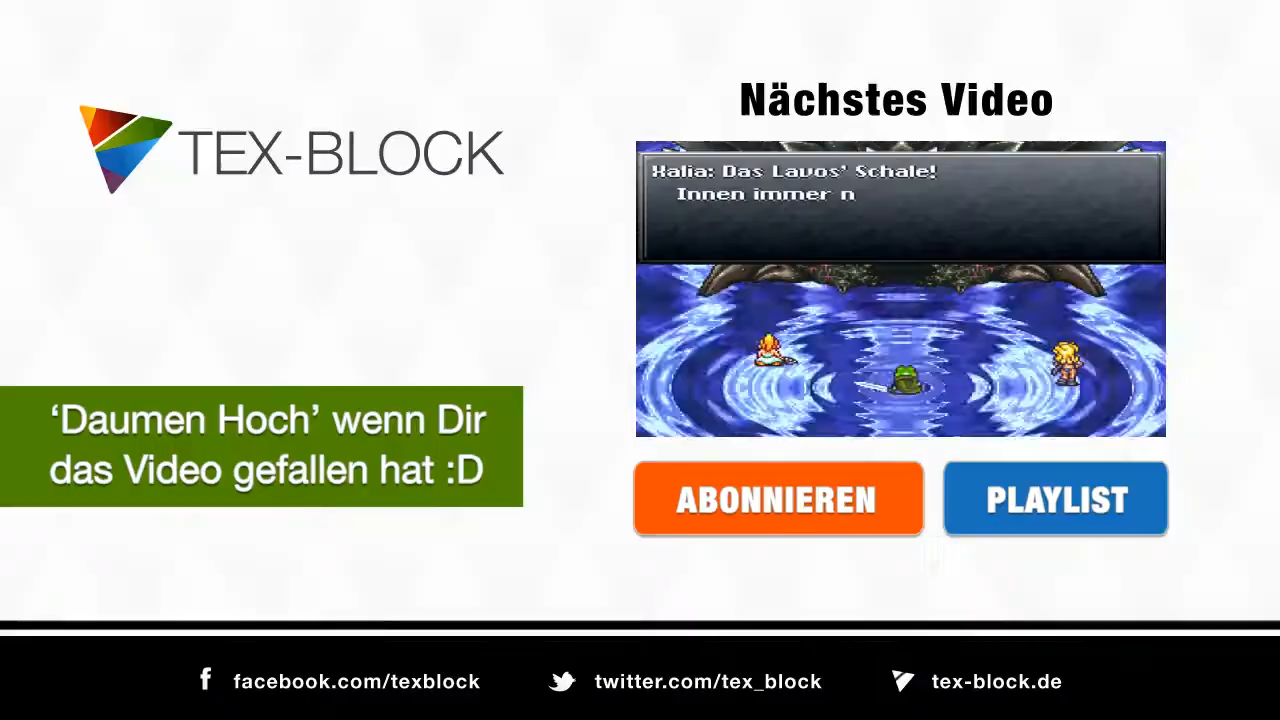 TEX-BLOCK
Nächstes Video
Xalia: Das Lavos' Schale!
Innen immer n
‘Daumen Hoch’ wenn Dir
das Video gefallen hat :D
ABONNIEREN
PLAYLIST
facebook.com/texblock
twitter.com/tex_block
tex-block.de